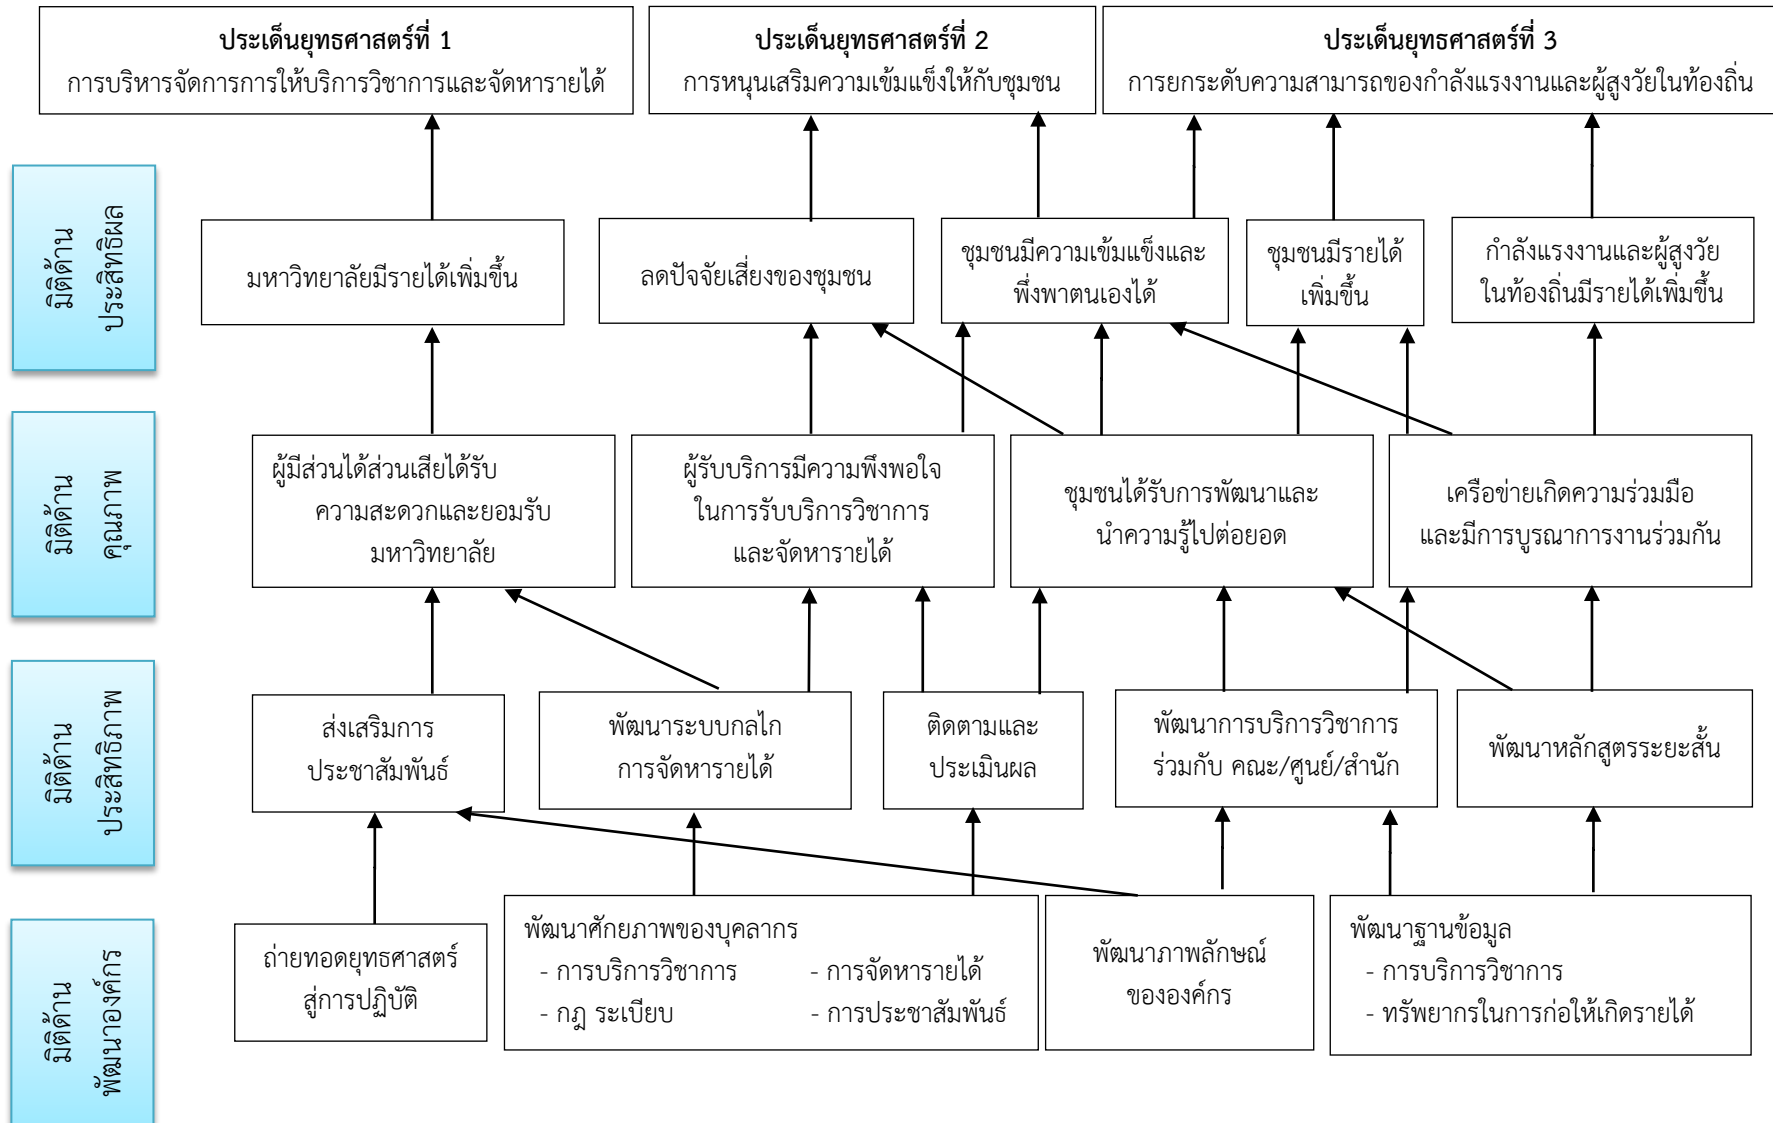 ประเด็นยุทธศาสตร์ที่ 1
การบริหารจัดการการให้บริการวิชาการและจัดหารายได้
ประเด็นยุทธศาสตร์ที่ 2
การหนุนเสริมความเข้มแข็งให้กับชุมชน
ประเด็นยุทธศาสตร์ที่ 3
การยกระดับความสามารถของกำลังแรงงานและผู้สูงวัยในท้องถิ่น
มิติด้าน
ประสิทธิผล
มหาวิทยาลัยมีรายได้เพิ่มขึ้น
ลดปัจจัยเสี่ยงของชุมชน
ชุมชนมีความเข้มแข็งและ
พึ่งพาตนเองได้
ชุมชนมีรายได้
เพิ่มขึ้น
กำลังแรงงานและผู้สูงวัย
ในท้องถิ่นมีรายได้เพิ่มขึ้น
มิติด้าน
คุณภาพ
ผู้มีส่วนได้ส่วนเสียได้รับ
ความสะดวกและยอมรับ
มหาวิทยาลัย
ผู้รับบริการมีความพึงพอใจ
ในการรับบริการวิชาการ
และจัดหารายได้
ชุมชนได้รับการพัฒนาและ
นำความรู้ไปต่อยอด
เครือข่ายเกิดความร่วมมือ
และมีการบูรณาการงานร่วมกัน
มิติด้าน
ประสิทธิภาพ
ส่งเสริมการ
ประชาสัมพันธ์
พัฒนาระบบกลไก
การจัดหารายได้
ติดตามและ
ประเมินผล
พัฒนาการบริการวิชาการ
ร่วมกับ คณะ/ศูนย์/สำนัก
พัฒนาหลักสูตรระยะสั้น
มิติด้าน
พัฒนาองค์กร
ถ่ายทอดยุทธศาสตร์
สู่การปฏิบัติ
พัฒนาศักยภาพของบุคลากร
- การบริการวิชาการ - การจัดหารายได้
- กฎ ระเบียบ - การประชาสัมพันธ์
พัฒนาภาพลักษณ์
ขององค์กร
พัฒนาฐานข้อมูล
- การบริการวิชาการ
- ทรัพยากรในการก่อให้เกิดรายได้